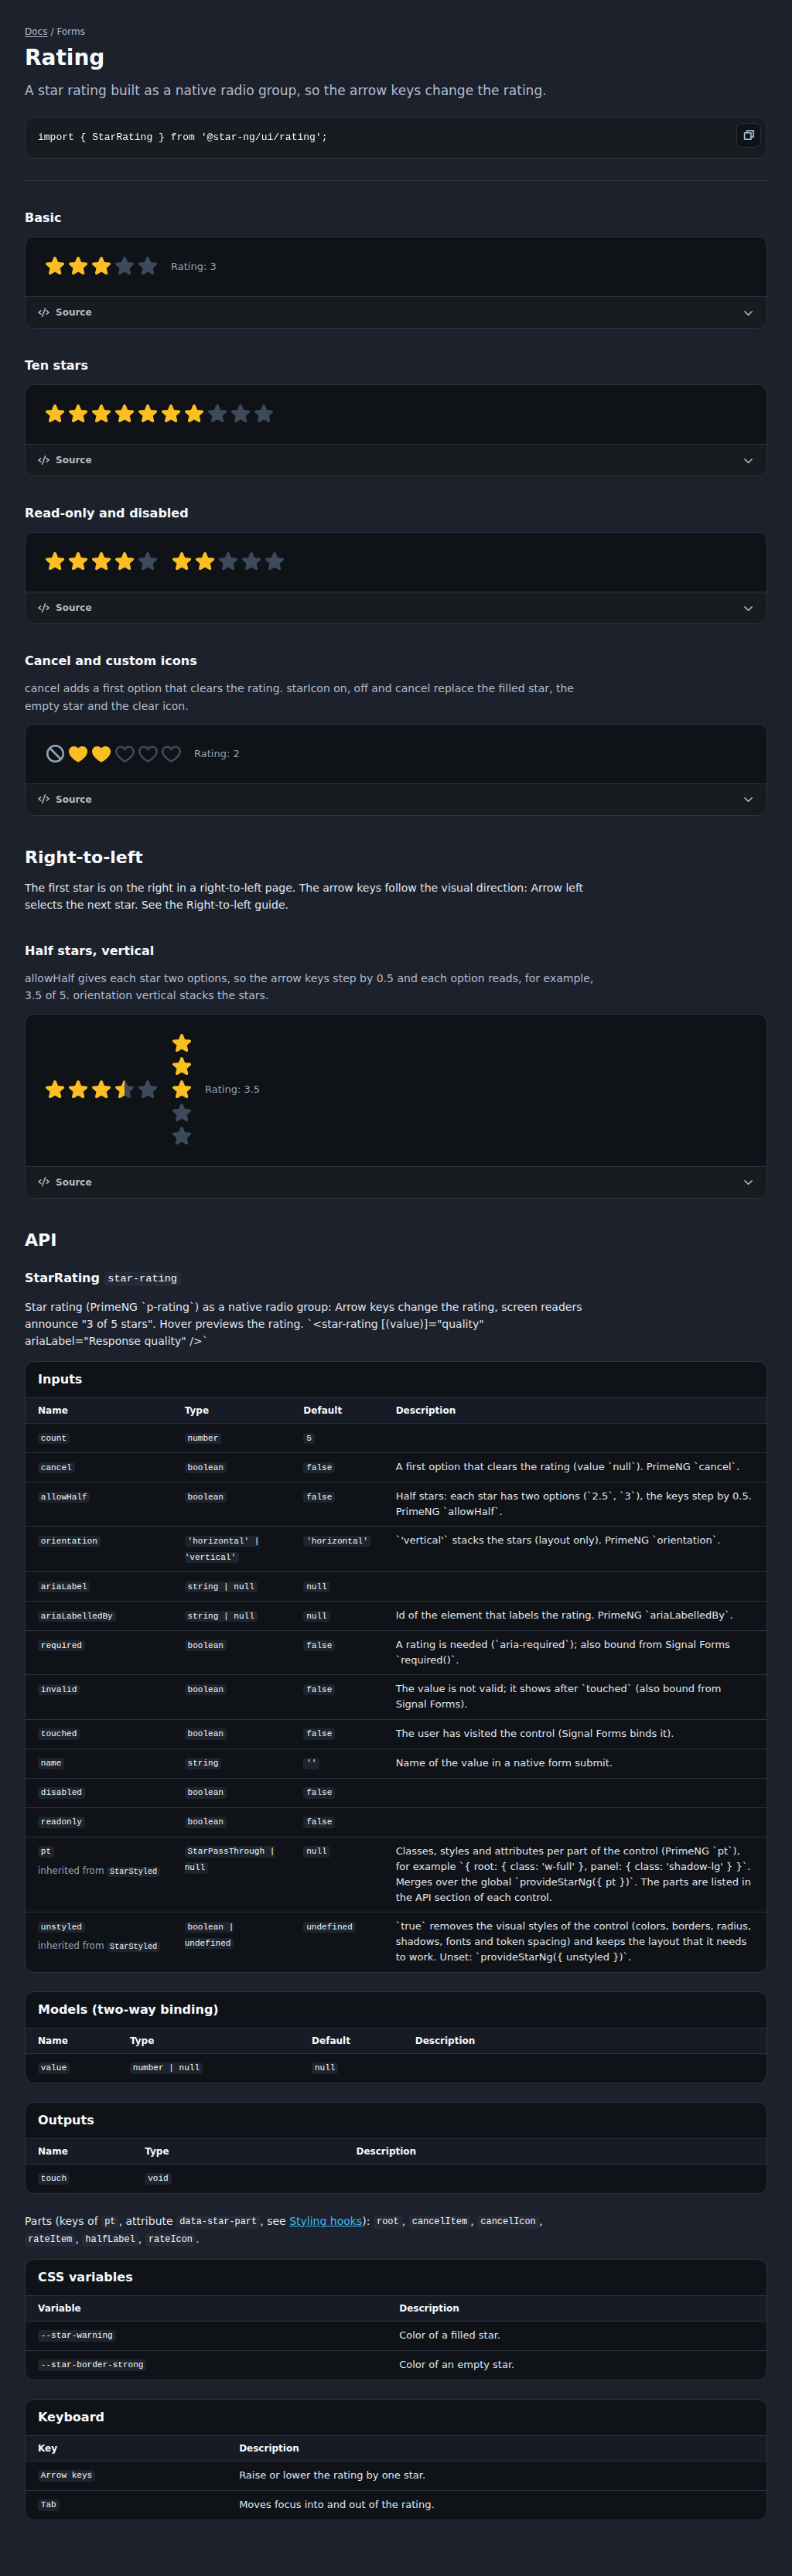 Docs / Forms
Rating
A star rating built as a native radio group, so the arrow keys change the rating.
import { StarRating } from '@star-ng/ui/rating';
Basic
Rating: 3
Source
Ten stars
Source
Read-only and disabled
Source
Cancel and custom icons
cancel adds a first option that clears the rating. starIcon on, off and cancel replace the filled star, the
empty star and the clear icon.
Rating: 2
Source
Right-to-left
The first star is on the right in a right-to-left page. The arrow keys follow the visual direction: Arrow left
selects the next star. See the Right-to-left guide.
Half stars, vertical
allowHalf gives each star two options, so the arrow keys step by 0.5 and each option reads, for example,
3.5 of 5. orientation vertical stacks the stars.
Rating: 3.5
Source
API
StarRating star-rating
Star rating (PrimeNG `p-rating`) as a native radio group: Arrow keys change the rating, screen readers
announce "3 of 5 stars". Hover previews the rating. `<star-rating [(value)]="quality"
ariaLabel="Response quality" />`
Inputs
Name Type Default Description
count number 5
cancel boolean false A first option that clears the rating (value `null`). PrimeNG `cancel`.
allowHalf boolean false Half stars: each star has two options (`2.5`, `3`), the keys step by 0.5.
PrimeNG `allowHalf`.
orientation 'horizontal' | 'horizontal' `'vertical'` stacks the stars (layout only). PrimeNG `orientation`.
'vertical'
ariaLabel string | null null
ariaLabelledBy string | null null Id of the element that labels the rating. PrimeNG `ariaLabelledBy`.
required boolean false A rating is needed (`aria-required`); also bound from Signal Forms
`required()`.
invalid boolean false The value is not valid; it shows after `touched` (also bound from
Signal Forms).
touched boolean false The user has visited the control (Signal Forms binds it).
name string '' Name of the value in a native form submit.
disabled boolean false
readonly boolean false
pt StarPassThrough | null Classes, styles and attributes per part of the control (PrimeNG `pt`),
inherited from StarStyled null for example `{ root: { class: 'w-full' }, panel: { class: 'shadow-lg' } }`.
Merges over the global `provideStarNg({ pt })`. The parts are listed in
the API section of each control.
unstyled boolean | undefined `true` removes the visual styles of the control (colors, borders, radius,
inherited from StarStyled undefined shadows, fonts and token spacing) and keeps the layout that it needs
to work. Unset: `provideStarNg({ unstyled })`.
Models (two-way binding)
Name Type Default Description
value number | null null
Outputs
Name Type Description
touch void
Parts (keys of pt, attribute data-star-part, see Styling hooks): root, cancelItem, cancelIcon,
rateItem, halfLabel, rateIcon.
CSS variables
Variable Description
--star-warning Color of a filled star.
--star-border-strong Color of an empty star.
Keyboard
Key Description
Arrow keys Raise or lower the rating by one star.
Tab Moves focus into and out of the rating.